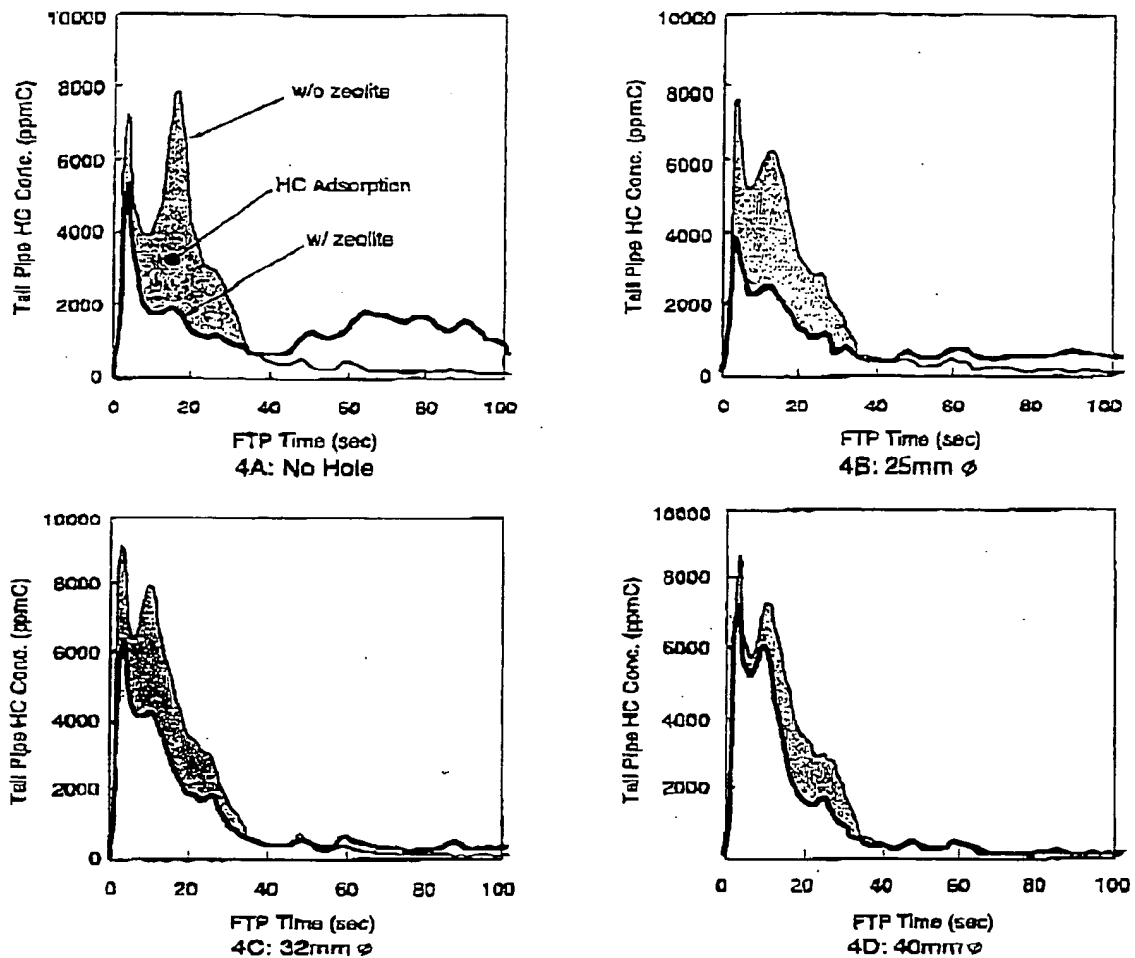 10000
8000
6000
4000
2000
0
Tail Pipe HC Conc. (ppmC)
w/o zeolite
HC Adsorption
w/ zeolite
0 20 40 60 80 100
FTP Time (sec)
4A: No Hole
10000
8000
6000
4000
2000
0
Tail Pipe HC Conc. (ppmC)
0 20 40 60 80 100
FTP Time (sec)
4B: 25mm ø
10000
8000
6000
4000
2000
0
Tail Pipe HC Conc. (ppmC)
0 20 40 60 80 100
FTP Time (sec)
4C: 32mm ø
10000
8000
6000
4000
2000
Tail Pipe HC Conc. (ppmC)
0 20 40 60 80 100
FTP Time (sec)
4D: 40mm ø